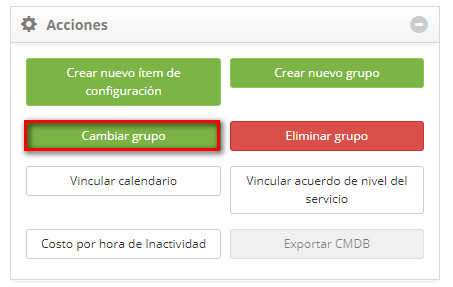 Acciones
Crear nuevo ítem de
configuración
Crear nuevo grupo
Cambiar grupo
Eliminar grupo
Vincular calendario
Vincular acuerdo de nivel del
servicio
Costo por hora de Inactividad
Exportar CMDB